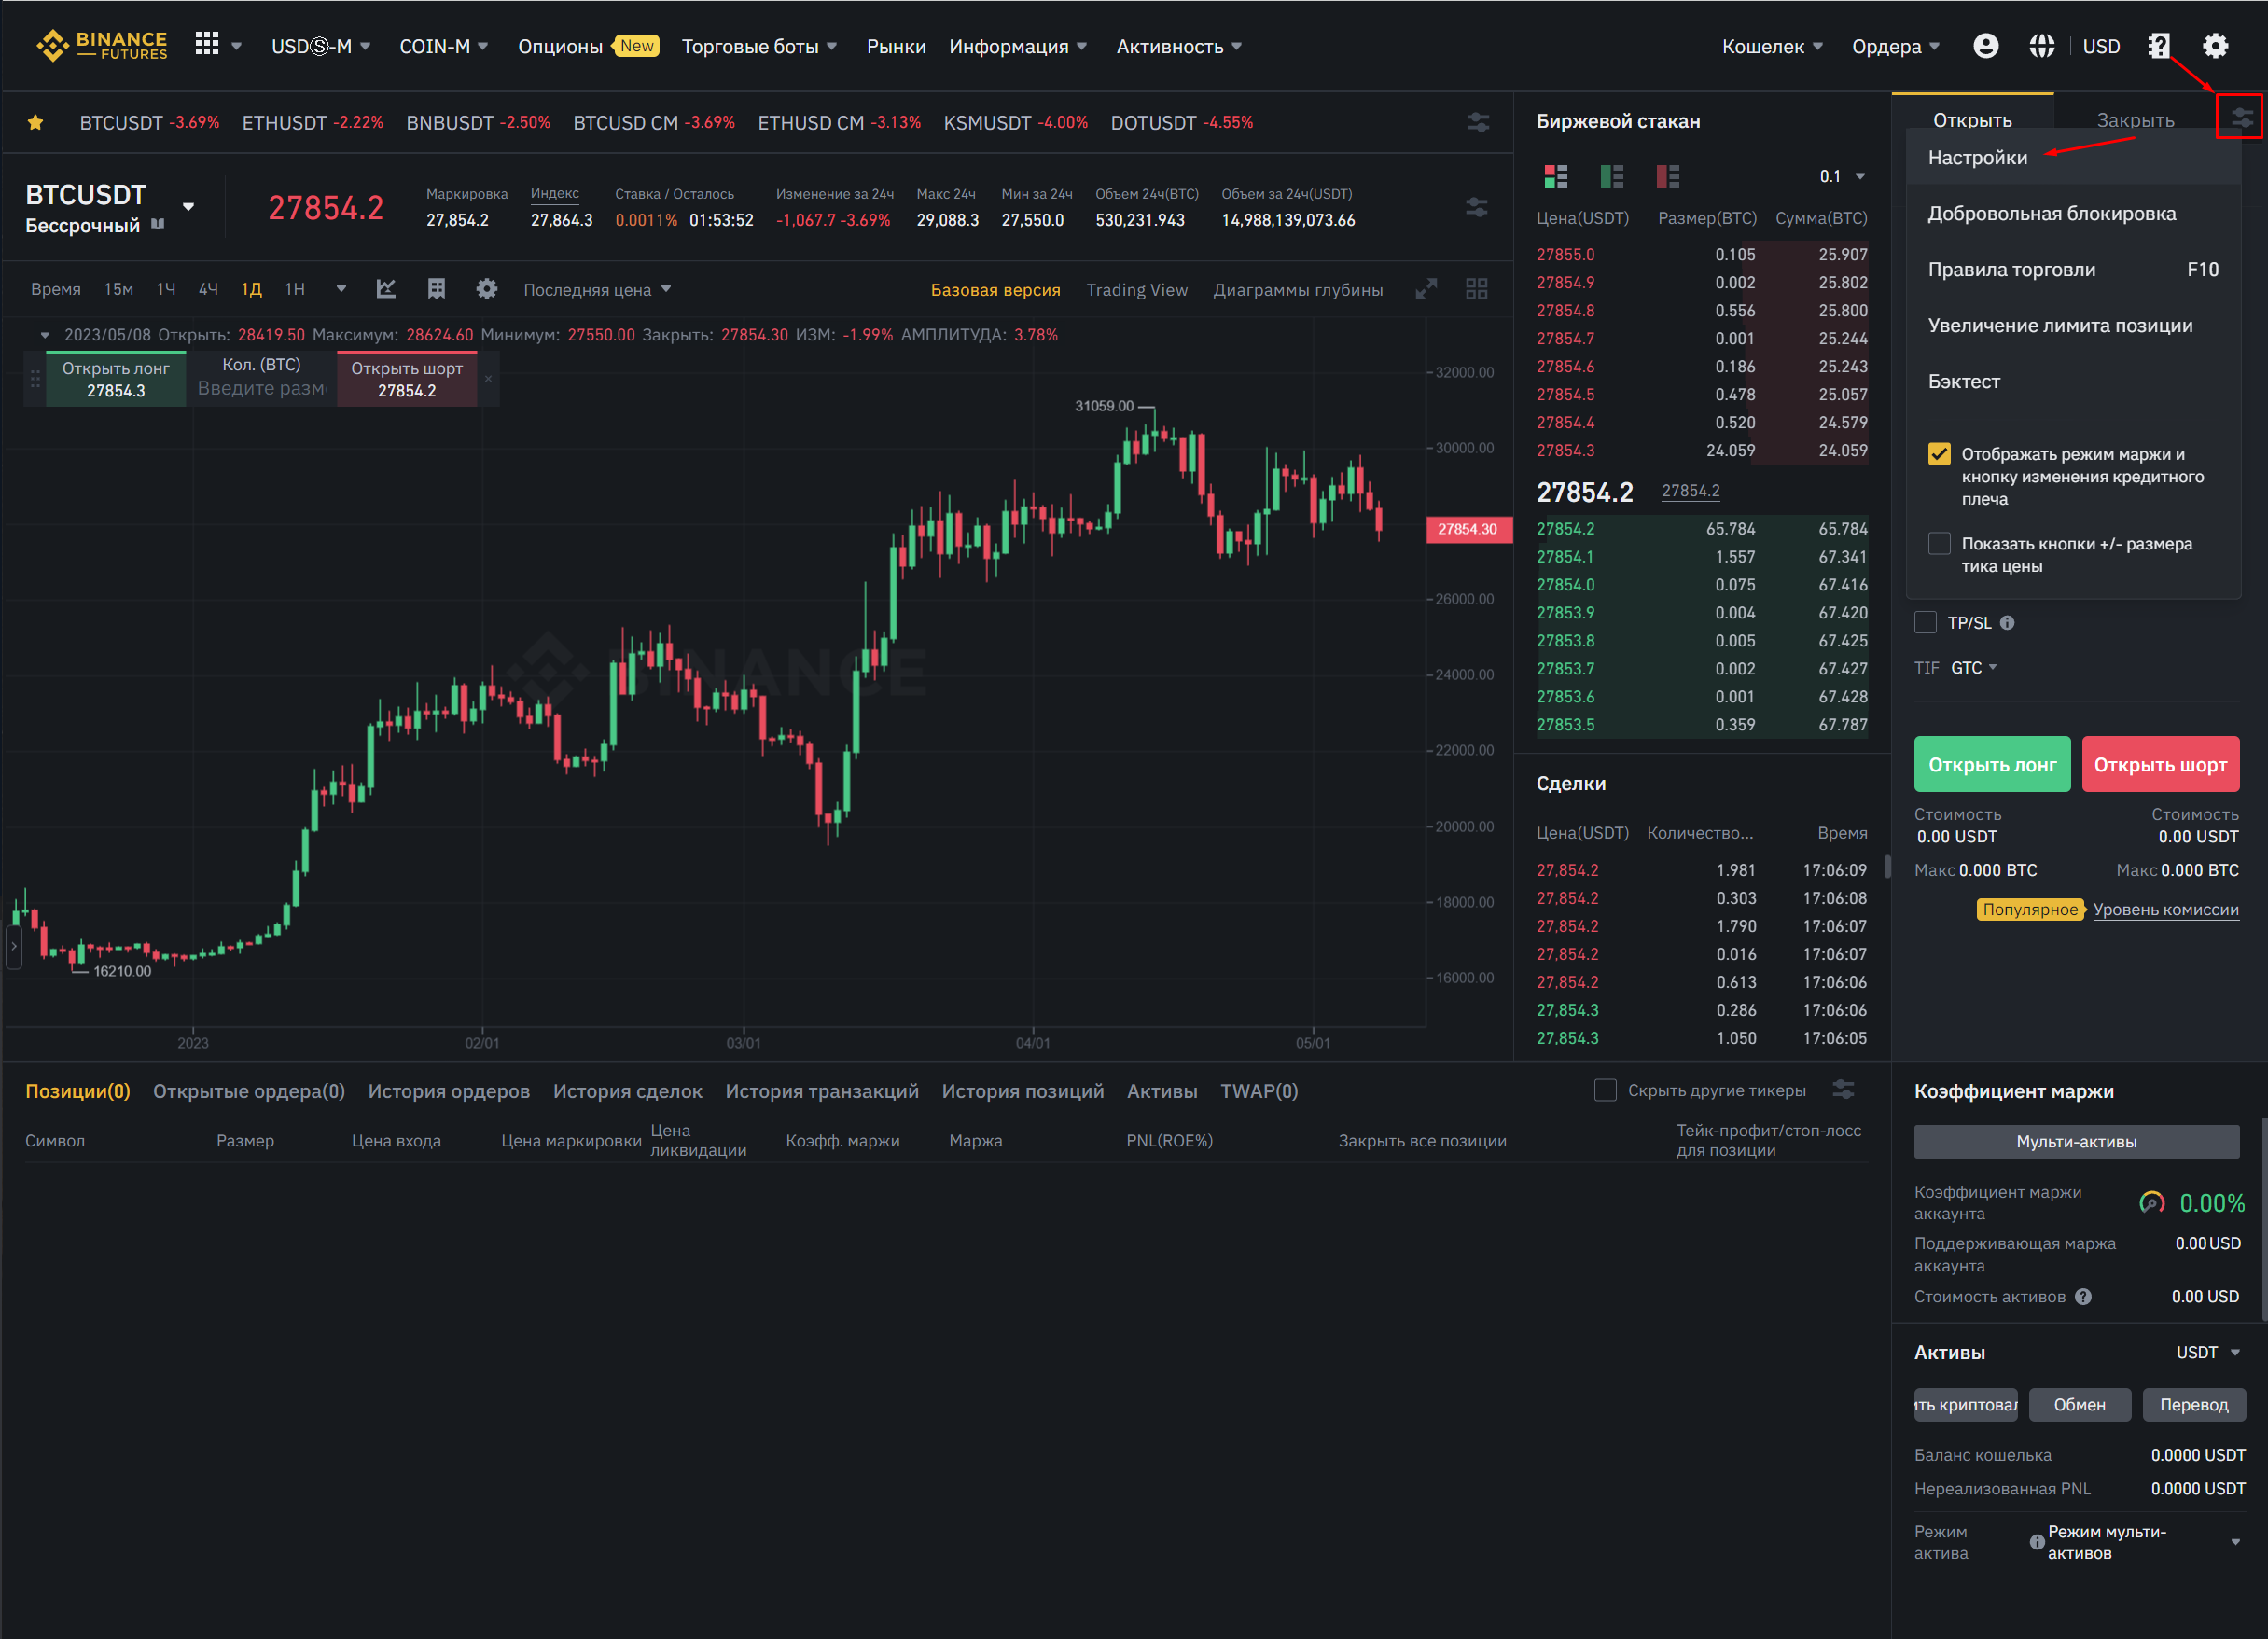 BINANCE
FUTURES
USDⓈ-M
COIN-M
Опционы New
Торговые боты
Рынки
Информация
Активность
Кошелек
Ордера
USD
BTCUSDT -3.69% ETHUSDT -2.22% BNBUSDT -2.50% BTCUSD CM -3.69% ETHUSD CM -3.13% KSMUSDT -4.00% DOTUSDT -4.55%
BTCUSDT
Бессрочный
27854.2
Маркировка
27,854.2
Индекс
27,864.3
Ставка / Осталось
0.0011% 01:53:52
Изменение за 24ч
-1,067.7 -3.69%
Макс 24ч
29,088.3
Мин за 24ч
27,550.0
Объем 24ч(BTC)
530,231.943
Объем за 24ч(USDT)
14,988,139,073.66
Время 15м 1Ч 4Ч 1Д 1Н
Последняя цена
Базовая версия
Trading View
Диаграммы глубины
2023/05/08 Открыть: 28419.50 Максимум: 28624.60 Минимум: 27550.00 Закрыть: 27854.30 ИЗМ: -1.99% АМПЛИТУДА: 3.78%
Открыть лонг
27854.3
Кол. (BTC)
Введите разм
Открыть шорт
27854.2
BINANCE
31059.00
16210.00
32000.00
30000.00
27854.30
26000.00
24000.00
22000.00
20000.00
18000.00
16000.00
2023 02/01 03/01 04/01 05/01
Биржевой стакан
0.1
Цена(USDT) Размер(BTC) Сумма(BTC)
27855.0 0.105 25.907
27854.9 0.002 25.802
27854.8 0.556 25.800
27854.7 0.001 25.244
27854.6 0.186 25.243
27854.5 0.478 25.057
27854.4 0.520 24.579
27854.3 24.059 24.059
27854.2 27854.2
27854.2 65.784 65.784
27854.1 1.557 67.341
27854.0 0.075 67.416
27853.9 0.004 67.420
27853.8 0.005 67.425
27853.7 0.002 67.427
27853.6 0.001 67.428
27853.5 0.359 67.787
Сделки
Цена(USDT) Количество... Время
27,854.2 1.981 17:06:09
27,854.2 0.303 17:06:08
27,854.2 1.790 17:06:07
27,854.2 0.016 17:06:07
27,854.2 0.613 17:06:06
27,854.3 0.286 17:06:06
27,854.3 1.050 17:06:05
Открыть Закрыть
Настройки
Добровольная блокировка
Правила торговли F10
Увеличение лимита позиции
Бэктест
Отображать режим маржи и
кнопку изменения кредитного
плеча
Показать кнопки +/- размера
тика цены
TP/SL
TIF GTC
Открыть лонг
Открыть шорт
Стоимость Стоимость
0.00 USDT 0.00 USDT
Макс 0.000 BTC Макс 0.000 BTC
Популярное Уровень комиссии
Позиции(0) Открытые ордера(0) История ордеров История сделок История транзакций История позиций Активы TWAP(0)
Скрыть другие тикеры
Символ
Размер
Цена входа
Цена маркировки
Цена
ликвидации
Коэфф. маржи
Маржа
PNL(ROE%)
Закрыть все позиции
Тейк-профит/стоп-лосс
для позиции
Коэффициент маржи
Мульти-активы
Коэффициент маржи
аккаунта
0.00%
Поддерживающая маржа
аккаунта
0.00 USD
Стоимость активов 0.00 USD
Активы USDT
ить криптовал
Обмен
Перевод
Баланс кошелька 0.0000 USDT
Нереализованная PNL 0.0000 USDT
Режим
актива
Режим мульти-
активов